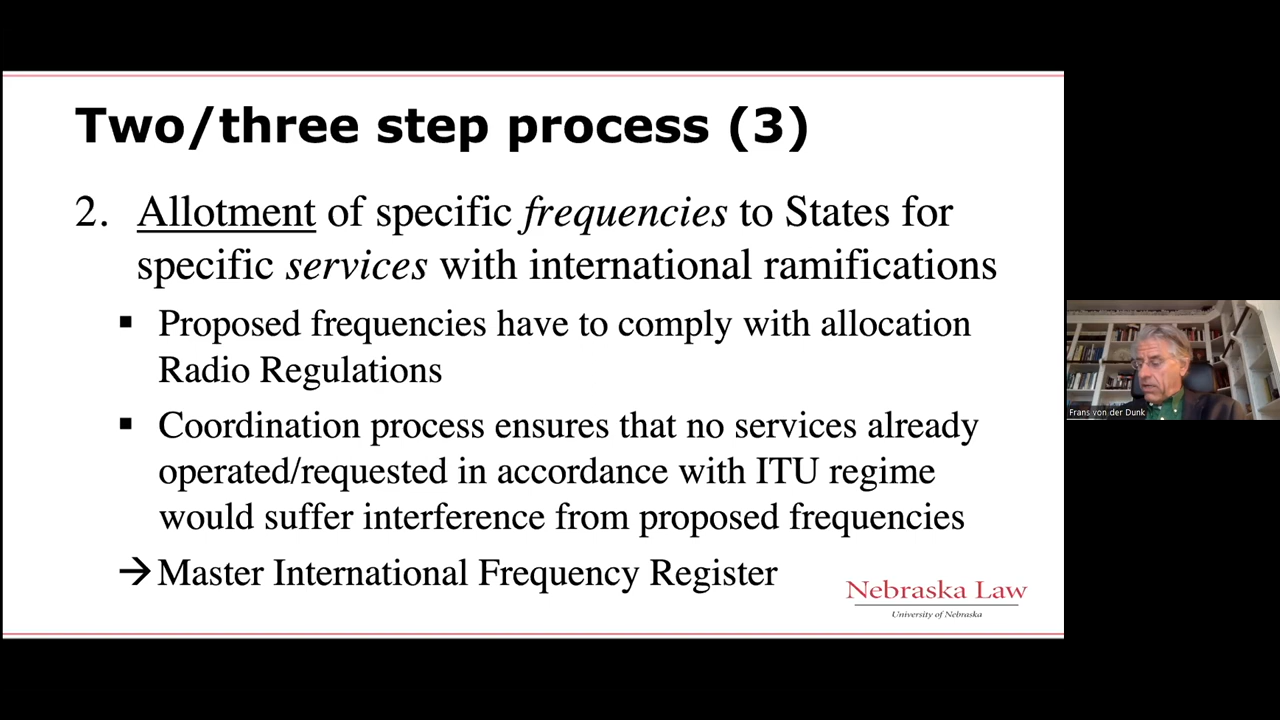 Two/three step process (3)
2. Allotment of specific frequencies to States for
specific services with international ramifications
▪ Proposed frequencies have to comply with allocation
Radio Regulations
▪ Coordination process ensures that no services already
operated/requested in accordance with ITU regime
would suffer interference from proposed frequencies
→ Master International Frequency Register
Nebraska Law
University of Nebraska
Frans von der Dunk